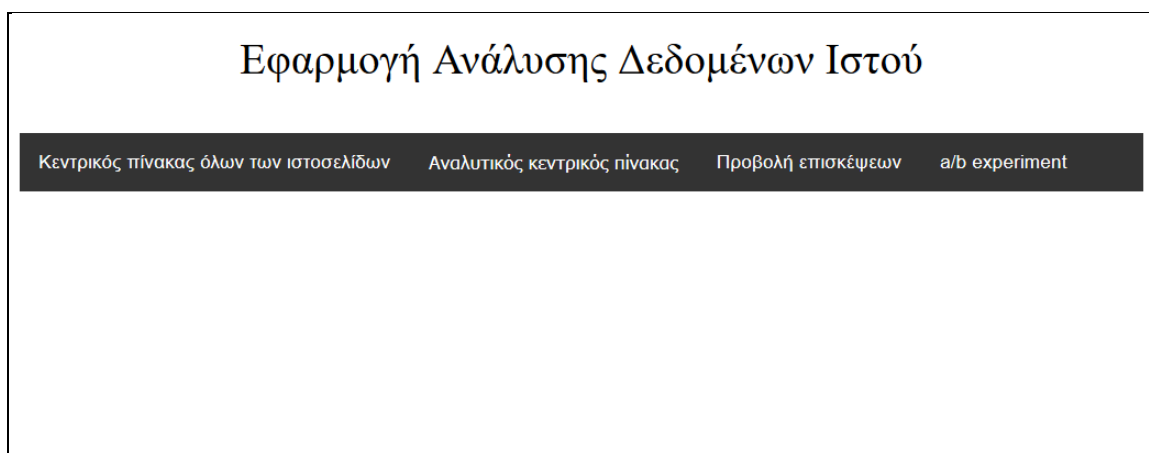 Εφαρμογή Ανάλυσης Δεδομένων Ιστού
Κεντρικός πίνακας όλων των ιστοσελίδων Αναλυτικός κεντρικός πίνακας Προβολή επισκέψεων a/b experiment